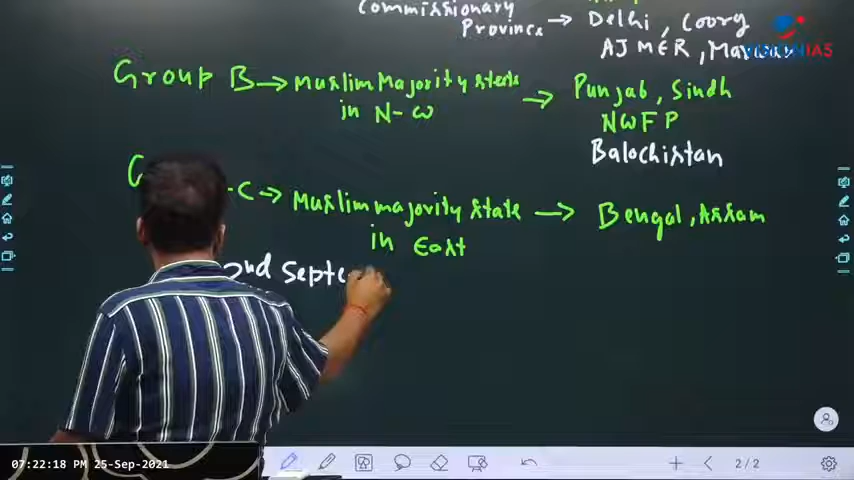 Commissionary
Province → Delhi, Coorg
AJMER,
VISIONIAS
Group B → Muslim Majority state → Punjab, Sindh
in N-W NWFP
Balochistan
-C → Muslim majority state → Bengal, Assam
in East
2nd Septe
07:22:18 PM 25-Sep-2021
2/2